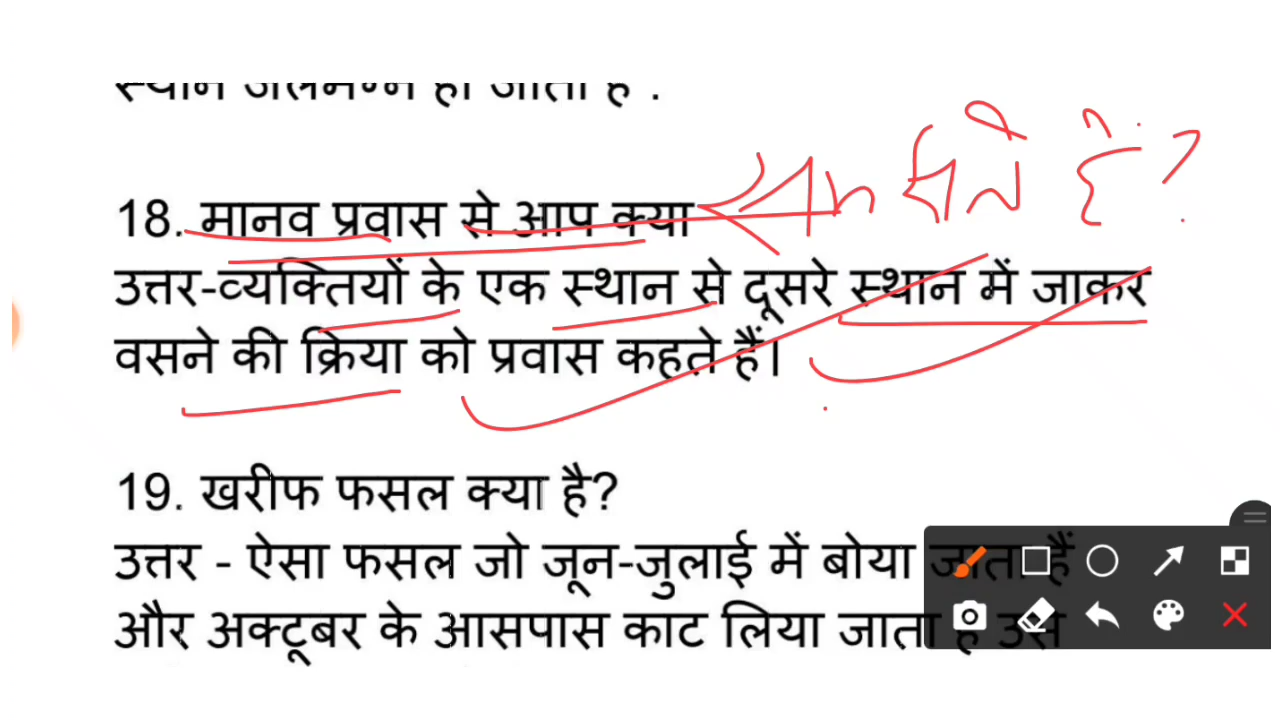 18. मानव प्रवास से आप क्या
उत्तर-व्यक्तियों के एक स्थान से दूसरे स्थान में जाकर
वसने की क्रिया को प्रवास कहते हैं।
19. खरीफ फसल क्या है?
उत्तर - ऐसा फसल जो जून-जुलाई में बोया जाता हैं
और अक्टूबर के आसपास काट लिया जाता है उसे